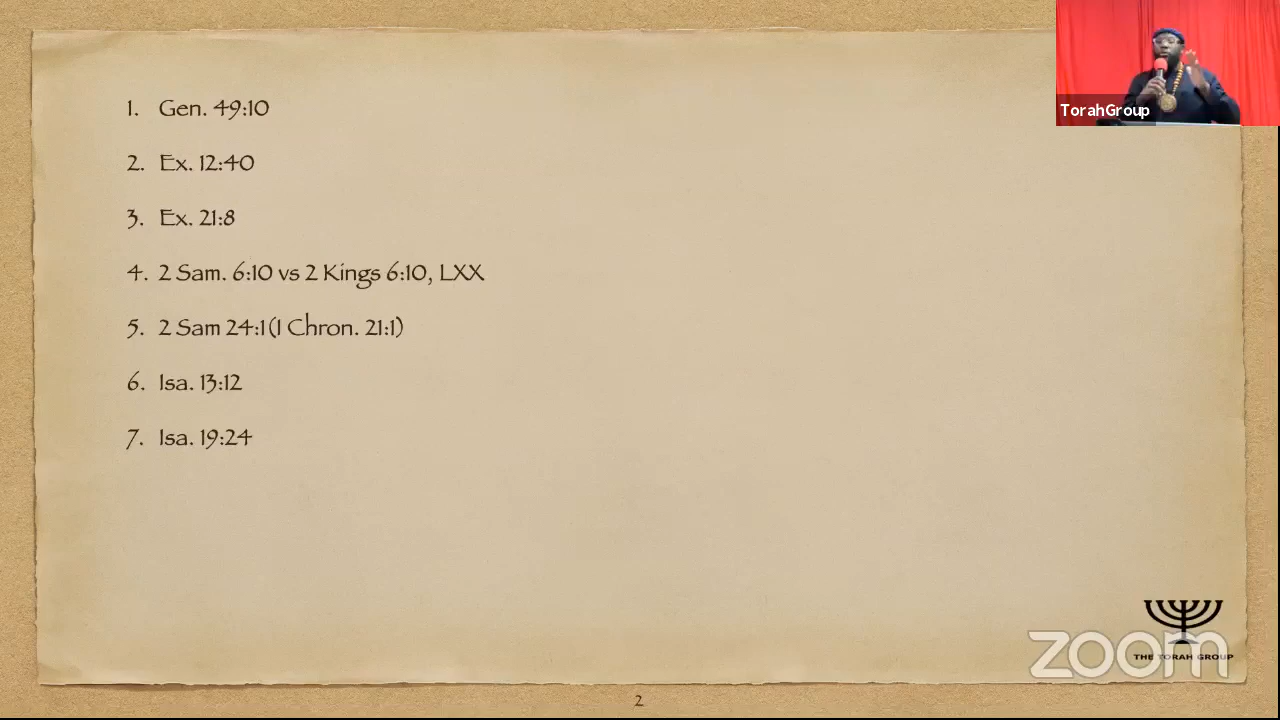 TorahGroup
1. Gen. 49:10
2. Ex. 12:40
3. Ex. 21:8
4. 2 Sam. 6:10 vs 2 Kings 6:10, LXX
5. 2 Sam 24:1(1 Chron. 21:1)
6. Isa. 13:12
7. Isa. 19:24
zoom
THE TORAH GROUP
2